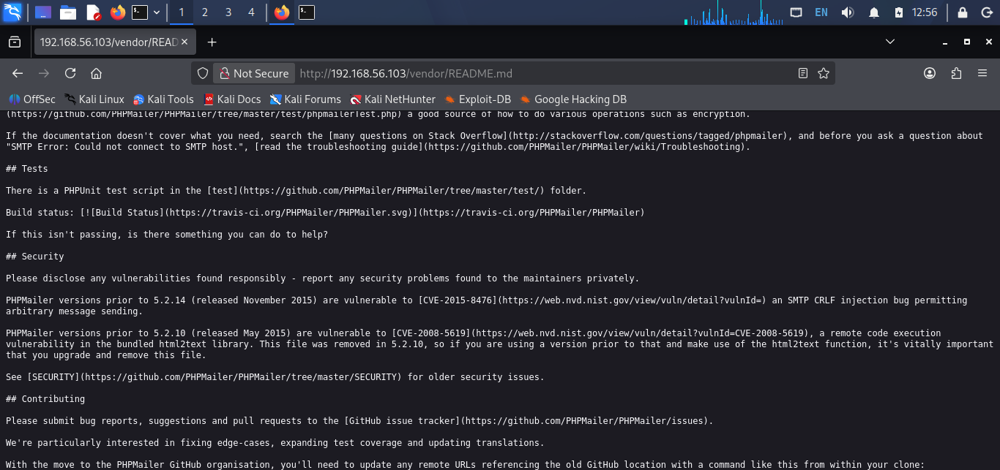 1 2 3 4 EN 12:56
192.168.56.103/vendor/READ
Not Secure http://192.168.56.103/vendor/README.md
OffSec Kali Linux Kali Tools Kali Docs Kali Forums Kali NetHunter Exploit-DB Google Hacking DB
(https://github.com/PHPMailer/PHPMailer/tree/master/test/phpmailerTest.php) a good source of how to do various operations such as encryption.
If the documentation doesn't cover what you need, search the [many questions on Stack Overflow](http://stackoverflow.com/questions/tagged/phpmailer), and before you ask a question about
"SMTP Error: Could not connect to SMTP host.", [read the troubleshooting guide](https://github.com/PHPMailer/PHPMailer/wiki/Troubleshooting).
## Tests
There is a PHPUnit test script in the [test](https://github.com/PHPMailer/PHPMailer/tree/master/test/) folder.
Build status: [![Build Status](https://travis-ci.org/PHPMailer/PHPMailer.svg)](https://travis-ci.org/PHPMailer/PHPMailer)
If this isn't passing, is there something you can do to help?
## Security
Please disclose any vulnerabilities found responsibly - report any security problems found to the maintainers privately.
PHPMailer versions prior to 5.2.14 (released November 2015) are vulnerable to [CVE-2015-8476](https://web.nvd.nist.gov/view/vuln/detail?vulnId=) an SMTP CRLF injection bug permitting
arbitrary message sending.
PHPMailer versions prior to 5.2.10 (released May 2015) are vulnerable to [CVE-2008-5619](https://web.nvd.nist.gov/view/vuln/detail?vulnId=CVE-2008-5619), a remote code execution
vulnerability in the bundled html2text library. This file was removed in 5.2.10, so if you are using a version prior to that and make use of the html2text function, it's vitally important
that you upgrade and remove this file.
See [SECURITY](https://github.com/PHPMailer/PHPMailer/tree/master/SECURITY) for older security issues.
## Contributing
Please submit bug reports, suggestions and pull requests to the [GitHub issue tracker](https://github.com/PHPMailer/PHPMailer/issues).
We're particularly interested in fixing edge-cases, expanding test coverage and updating translations.
With the move to the PHPMailer GitHub organisation, you'll need to update any remote URLs referencing the old GitHub location with a command like this from within your clone: